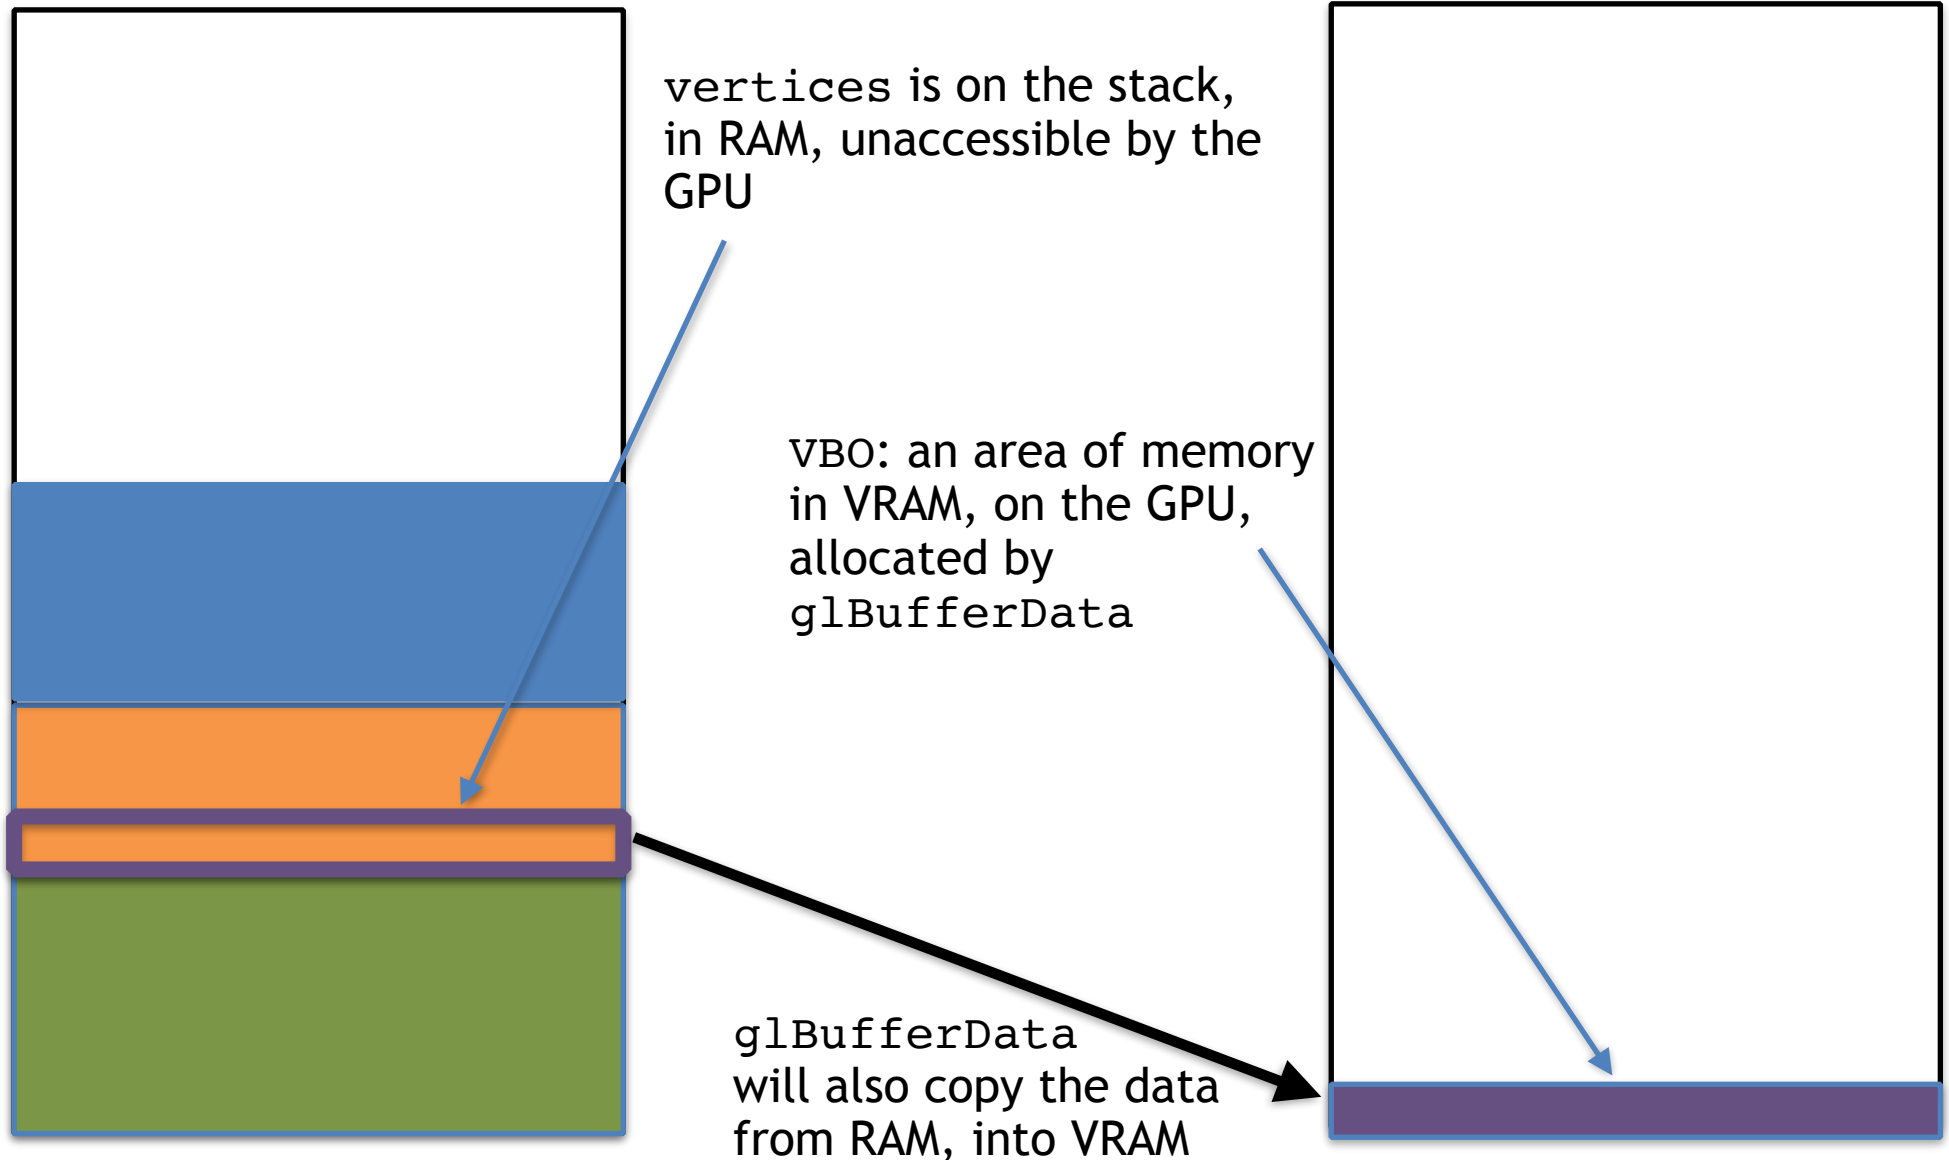 vertices is on the stack,
in RAM, unaccessible by the
GPU
VBO: an area of memory
in VRAM, on the GPU,
allocated by
glBufferData
glBufferData
will also copy the data
from RAM, into VRAM